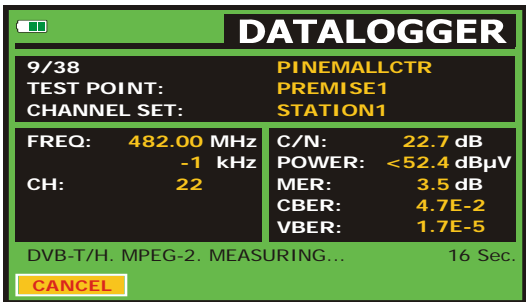 DATALOGGER
9/38 PINEMALLCTR
TEST POINT: PREMISE1
CHANNEL SET: STATION1
FREQ: 482.00 MHz
-1 kHz
CH: 22
C/N: 22.7 dB
POWER: <52.4 dBµV
MER: 3.5 dB
CBER: 4.7E-2
VBER: 1.7E-5
DVB-T/H. MPEG-2. MEASURING... 16 Sec.
CANCEL